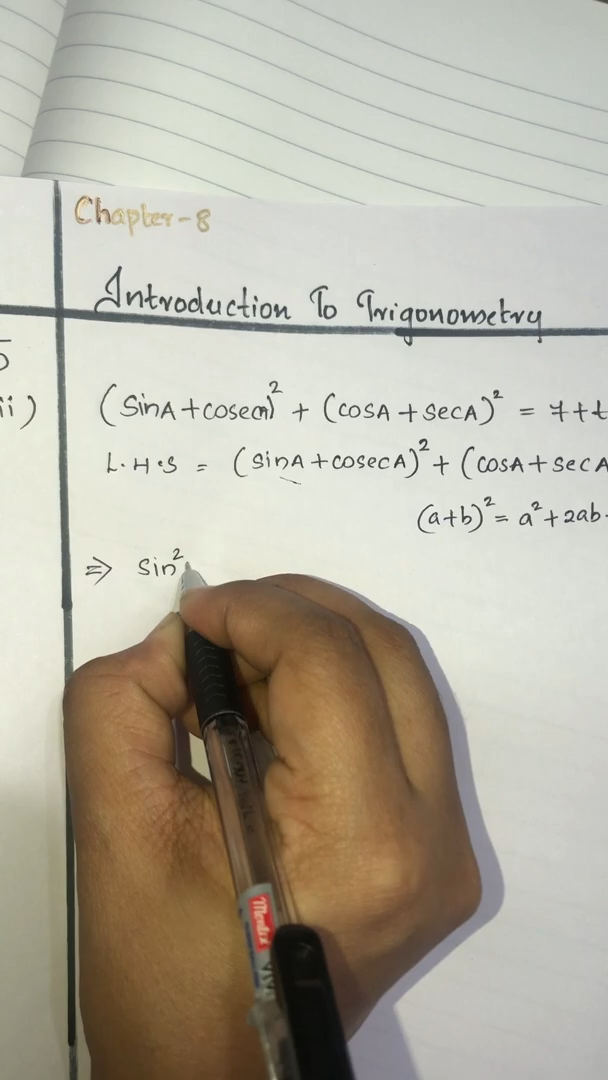 Chapter-8
Introduction To Trigonometry
ii) (SinA+cosecA)² + (cosA+secA)² = 7+t
L.H.S = (sinA+cosecA)² + (cosA+secA
(a+b)² = a²+2ab
⇒ Sin²